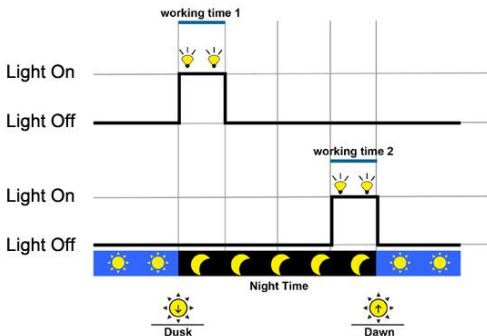 working time 1
Light On
Light Off
working time 2
Light On
Light Off
Night Time
Dusk
Dawn